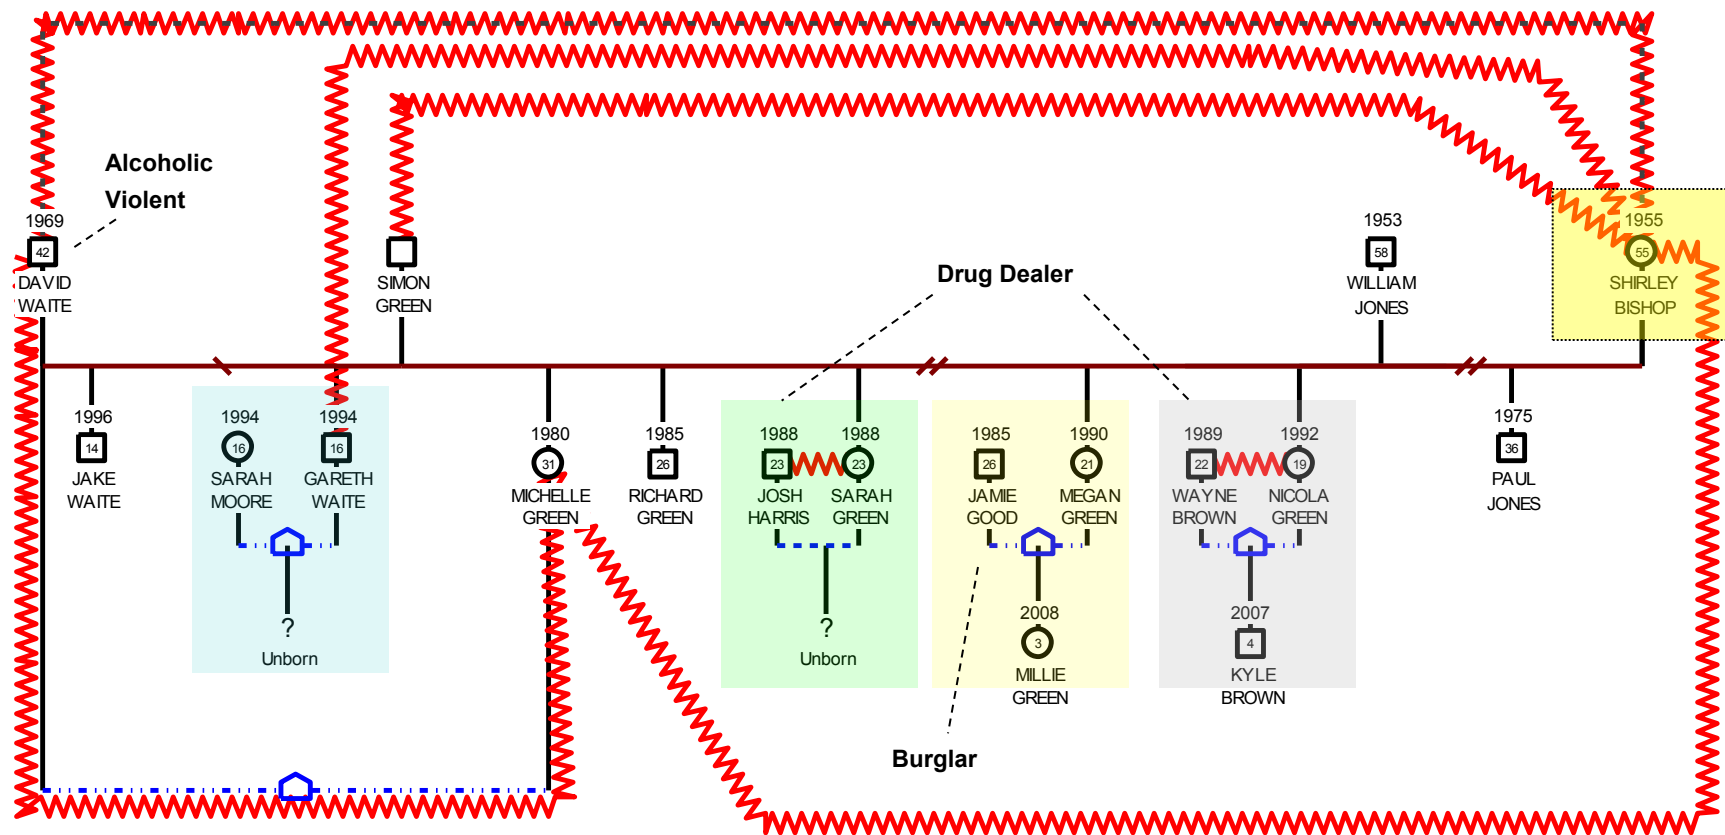 Alcoholic
Violent
1969
42
DAVID
WAITE
SIMON
GREEN
Drug Dealer
1953
58
WILLIAM
JONES
1955
55
SHIRLEY
BISHOP
1996
14
JAKE
WAITE
1994
16
SARAH
MOORE
1994
16
GARETH
WAITE
?
Unborn
1980
31
MICHELLE
GREEN
1985
26
RICHARD
GREEN
1988
23
JOSH
HARRIS
1988
23
SARAH
GREEN
?
Unborn
1985
26
JAMIE
GOOD
1990
21
MEGAN
GREEN
2008
3
MILLIE
GREEN
1989
22
WAYNE
BROWN
1992
19
NICOLA
GREEN
2007
4
KYLE
BROWN
1975
36
PAUL
JONES
Burglar